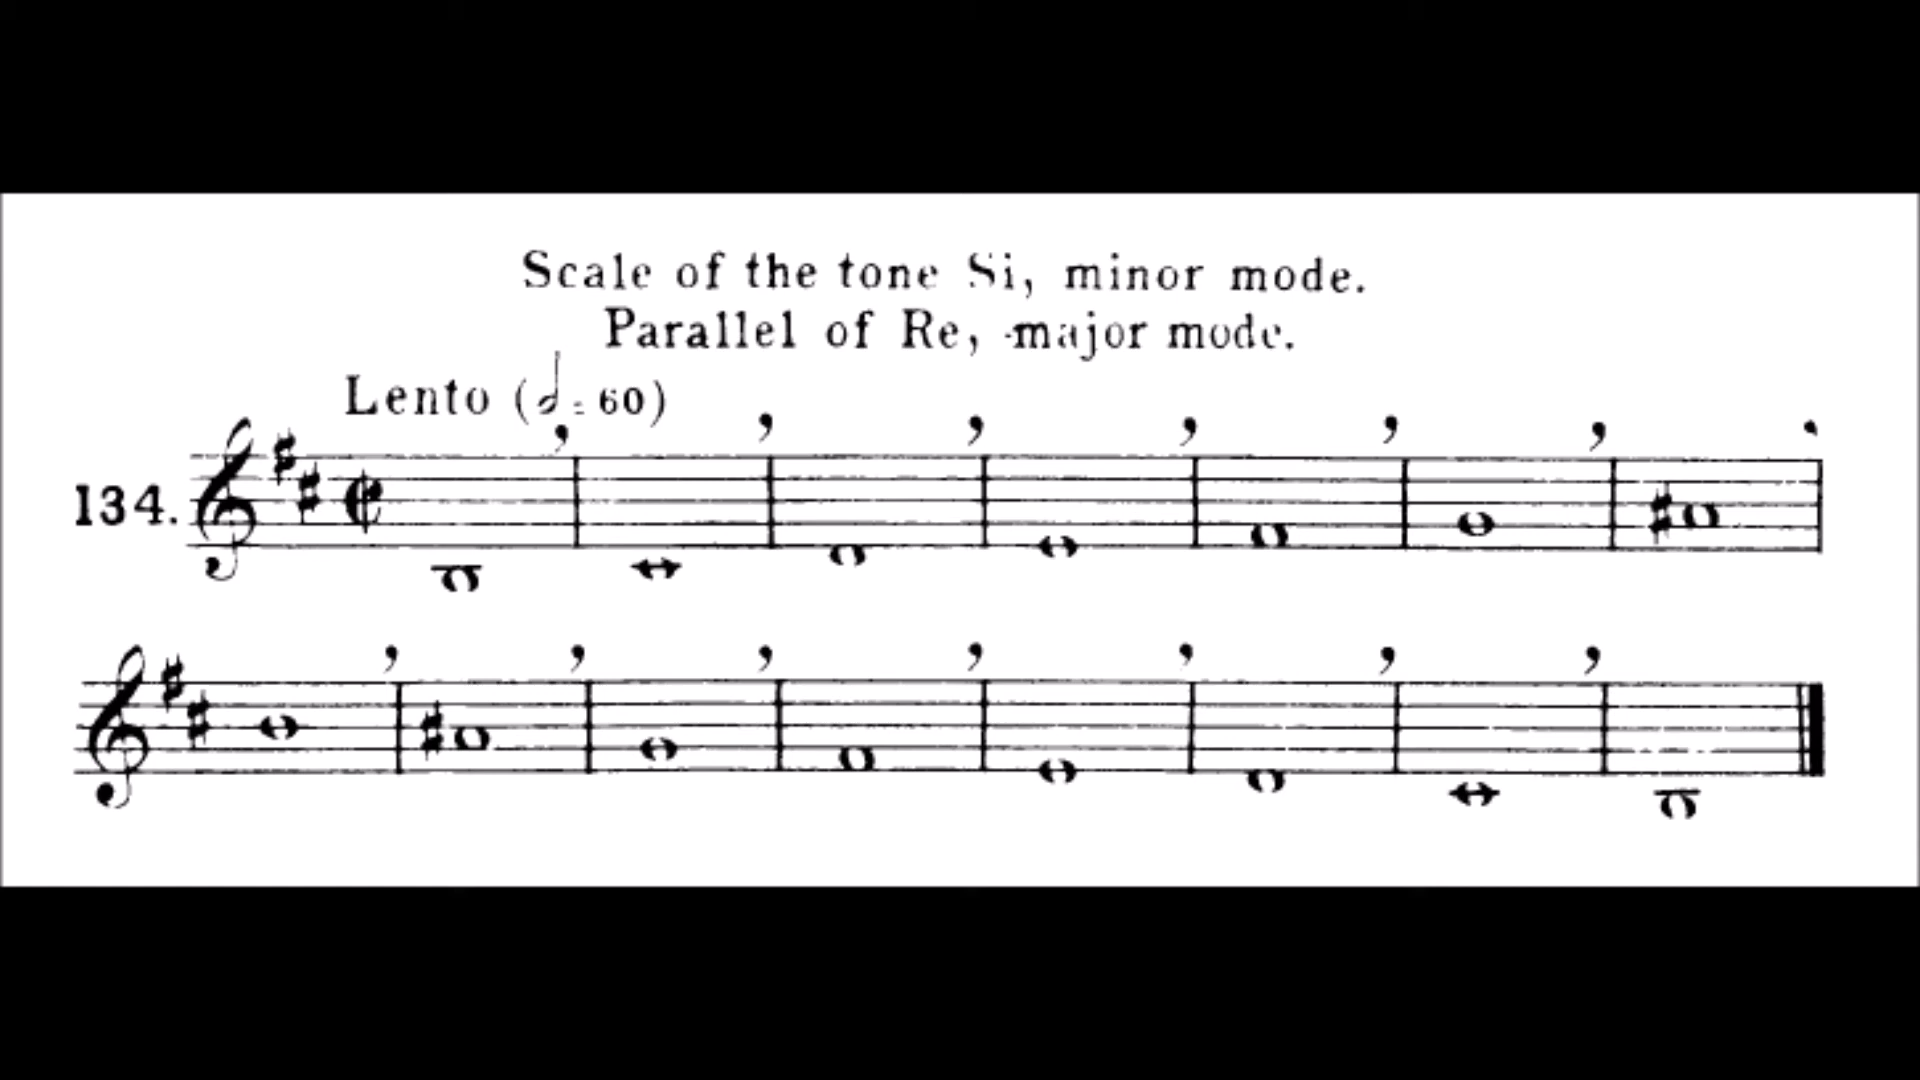 Scale of the tone Si, minor mode.
Parallel of Re, major mode.
Lento (𝅗𝅥 = 60)
134.